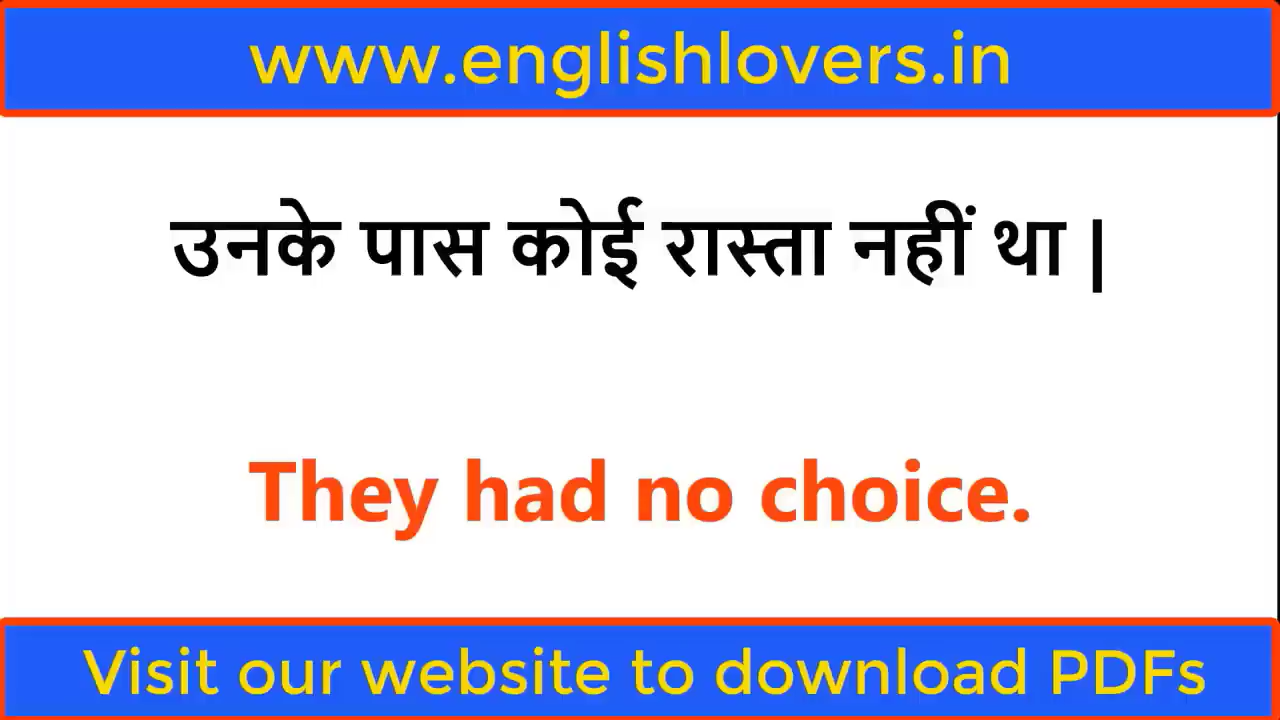 www.englishlovers.in
उनके पास कोई रास्ता नहीं था |
They had no choice.
Visit our website to download PDFs